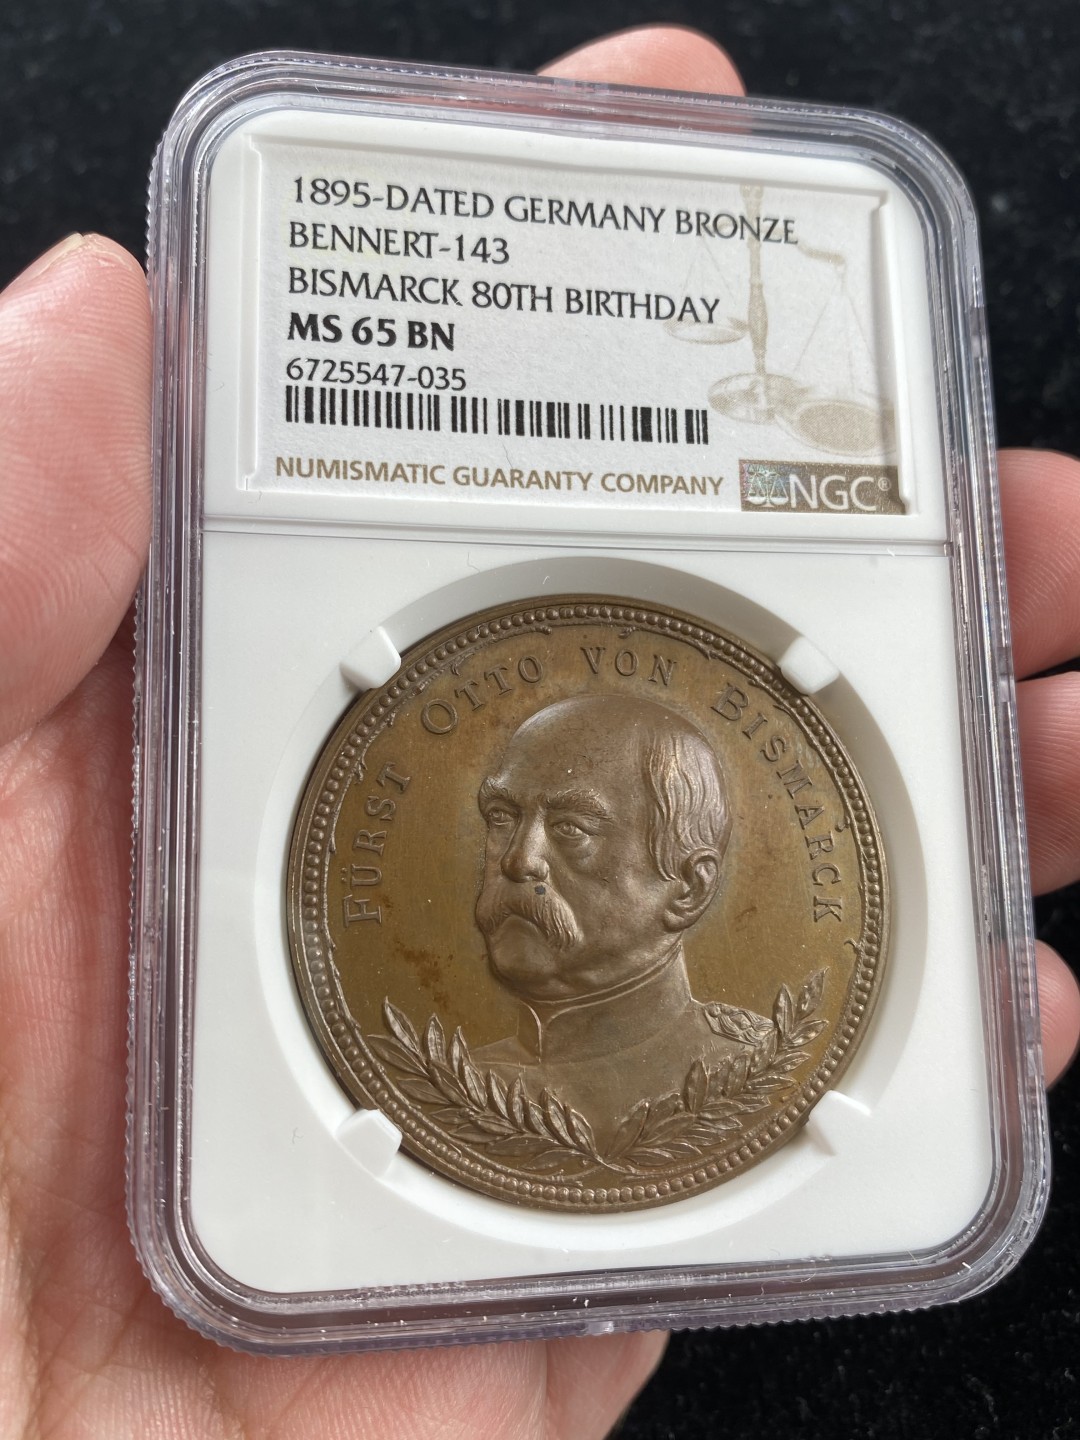 1895-DATED GERMANY BRONZE
BENNERT-143
BISMARCK 80TH BIRTHDAY
MS 65 BN
6725547-035
NUMISMATIC GUARANTY COMPANY NGC®
FÜRST OTTO VON BISMARCK